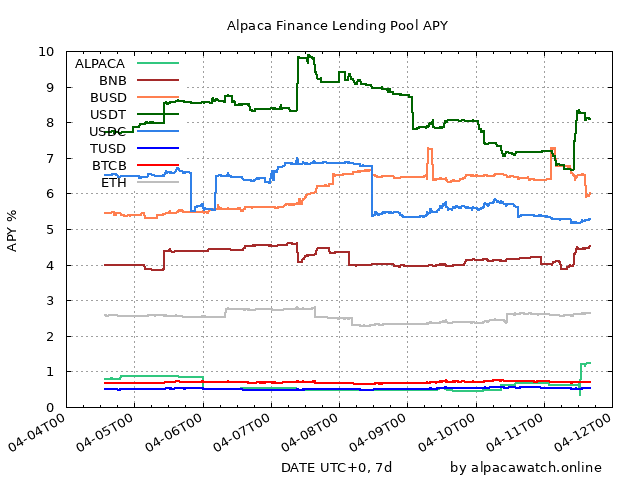 Alpaca Finance Lending Pool APY
10
9
8
7
6
5
4
3
2
1
0
APY %
ALPACA
BNB
BUSD
USDT
USDC
TUSD
BTCB
ETH
04-04T00
04-05T00
04-06T00
04-07T00
04-08T00
04-09T00
04-10T00
04-11T00
04-12T00
DATE UTC+0, 7d
by alpacawatch.online